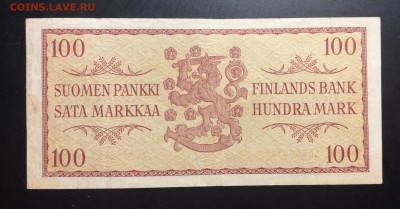 COINS.LAVE.RU
100 100
SUOMEN PANKKI FINLANDS BANK
SATA MARKKAA HUNDRA MARK
100 100